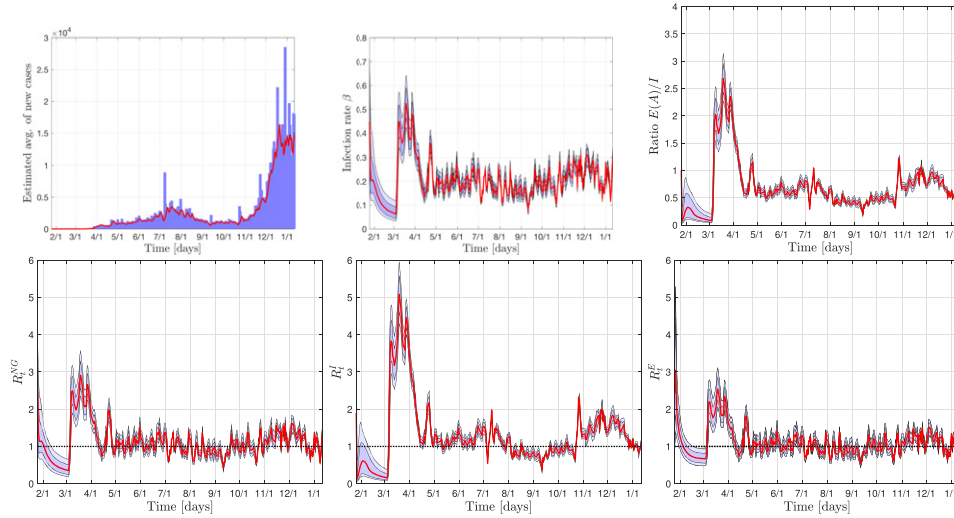 ×10⁴
3
2.5
2
1.5
1
0.5
0
Estimated avg. of new cases
2/1 3/1 4/1 5/1 6/1 7/1 8/1 9/1 10/1 11/1 12/1 1/1
Time [days]
0.8
0.7
0.6
0.5
0.4
0.3
0.2
0.1
0
Infection rate β
2/1 3/1 4/1 5/1 6/1 7/1 8/1 9/1 10/1 11/1 12/1 1/1
Time [days]
4
3.5
3
2.5
2
1.5
1
0.5
0
Ratio E(A)/I
2/1 3/1 4/1 5/1 6/1 7/1 8/1 9/1 10/1 11/1 12/1 1/1
Time [days]
6
5
4
3
2
1
0
R_t^{NG}
2/1 3/1 4/1 5/1 6/1 7/1 8/1 9/1 10/1 11/1 12/1 1/1
Time [days]
6
5
4
3
2
1
0
R_t^I
2/1 3/1 4/1 5/1 6/1 7/1 8/1 9/1 10/1 11/1 12/1 1/1
Time [days]
6
5
4
3
2
1
0
R_t^E
2/1 3/1 4/1 5/1 6/1 7/1 8/1 9/1 10/1 11/1 12/1 1/1
Time [days]